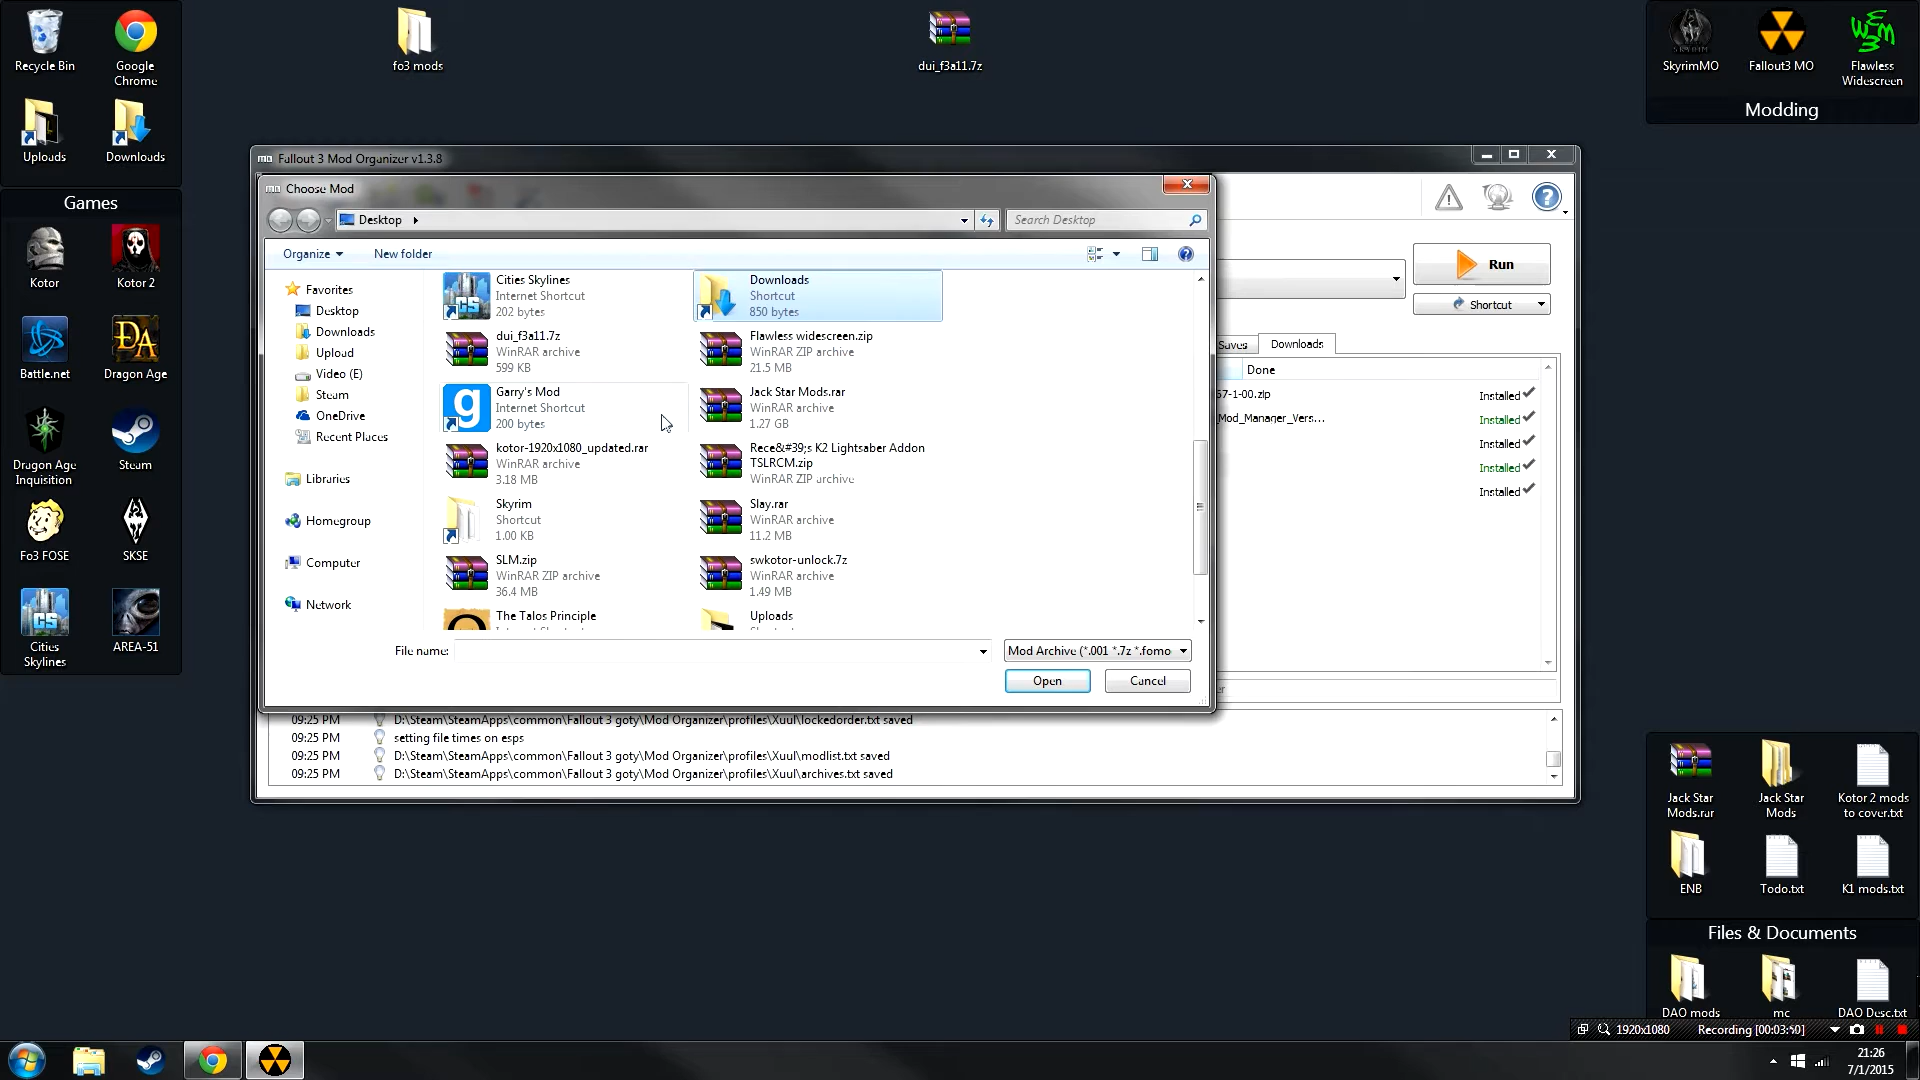 Recycle Bin
Google Chrome
Uploads
Downloads
Games
Kotor
Kotor 2
Battle.net
Dragon Age
Dragon Age Inquisition
Steam
Fo3 FOSE
SKSE
Cities Skylines
AREA-51
fo3 mods
dui_f3a11.7z
SkyrimMO
Fallout3 MO
Flawless Widescreen
Modding
mo Fallout 3 Mod Organizer v1.3.8
mo Choose Mod
Desktop
Search Desktop
Organize
New folder
Favorites
Desktop
Downloads
Upload
Video (E)
Steam
OneDrive
Recent Places
Libraries
Homegroup
Computer
Network
Cities Skylines
Internet Shortcut
202 bytes
Downloads
Shortcut
850 bytes
dui_f3a11.7z
WinRAR archive
599 KB
Flawless widescreen.zip
WinRAR ZIP archive
21.5 MB
Garry's Mod
Internet Shortcut
200 bytes
Jack Star Mods.rar
WinRAR archive
1.27 GB
kotor-1920x1080_updated.rar
WinRAR archive
3.18 MB
Rece&#39;s K2 Lightsaber Addon
TSLRCM.zip
WinRAR ZIP archive
Skyrim
Shortcut
1.00 KB
Slay.rar
WinRAR archive
11.2 MB
SLM.zip
WinRAR ZIP archive
36.4 MB
swkotor-unlock.7z
WinRAR archive
1.49 MB
The Talos Principle
Uploads
File name:
Mod Archive (*.001 *.7z *.fomo
Open
Cancel
Run
Shortcut
Saves
Downloads
Done
57-1-00.zip
Installed
_Mod_Manager_Vers...
Installed
Installed
Installed
Installed
09:25 PM D:\Steam\SteamApps\common\Fallout 3 goty\Mod Organizer\profiles\Xuul\lockedorder.txt saved
09:25 PM setting file times on esps
09:25 PM D:\Steam\SteamApps\common\Fallout 3 goty\Mod Organizer\profiles\Xuul\modlist.txt saved
09:25 PM D:\Steam\SteamApps\common\Fallout 3 goty\Mod Organizer\profiles\Xuul\archives.txt saved
Jack Star Mods.rar
Jack Star Mods
Kotor 2 mods to cover.txt
ENB
Todo.txt
K1 mods.txt
Files & Documents
DAO mods
mc
DAO Desc.txt
1920x1080
Recording [00:03:50]
21:26
7/1/2015